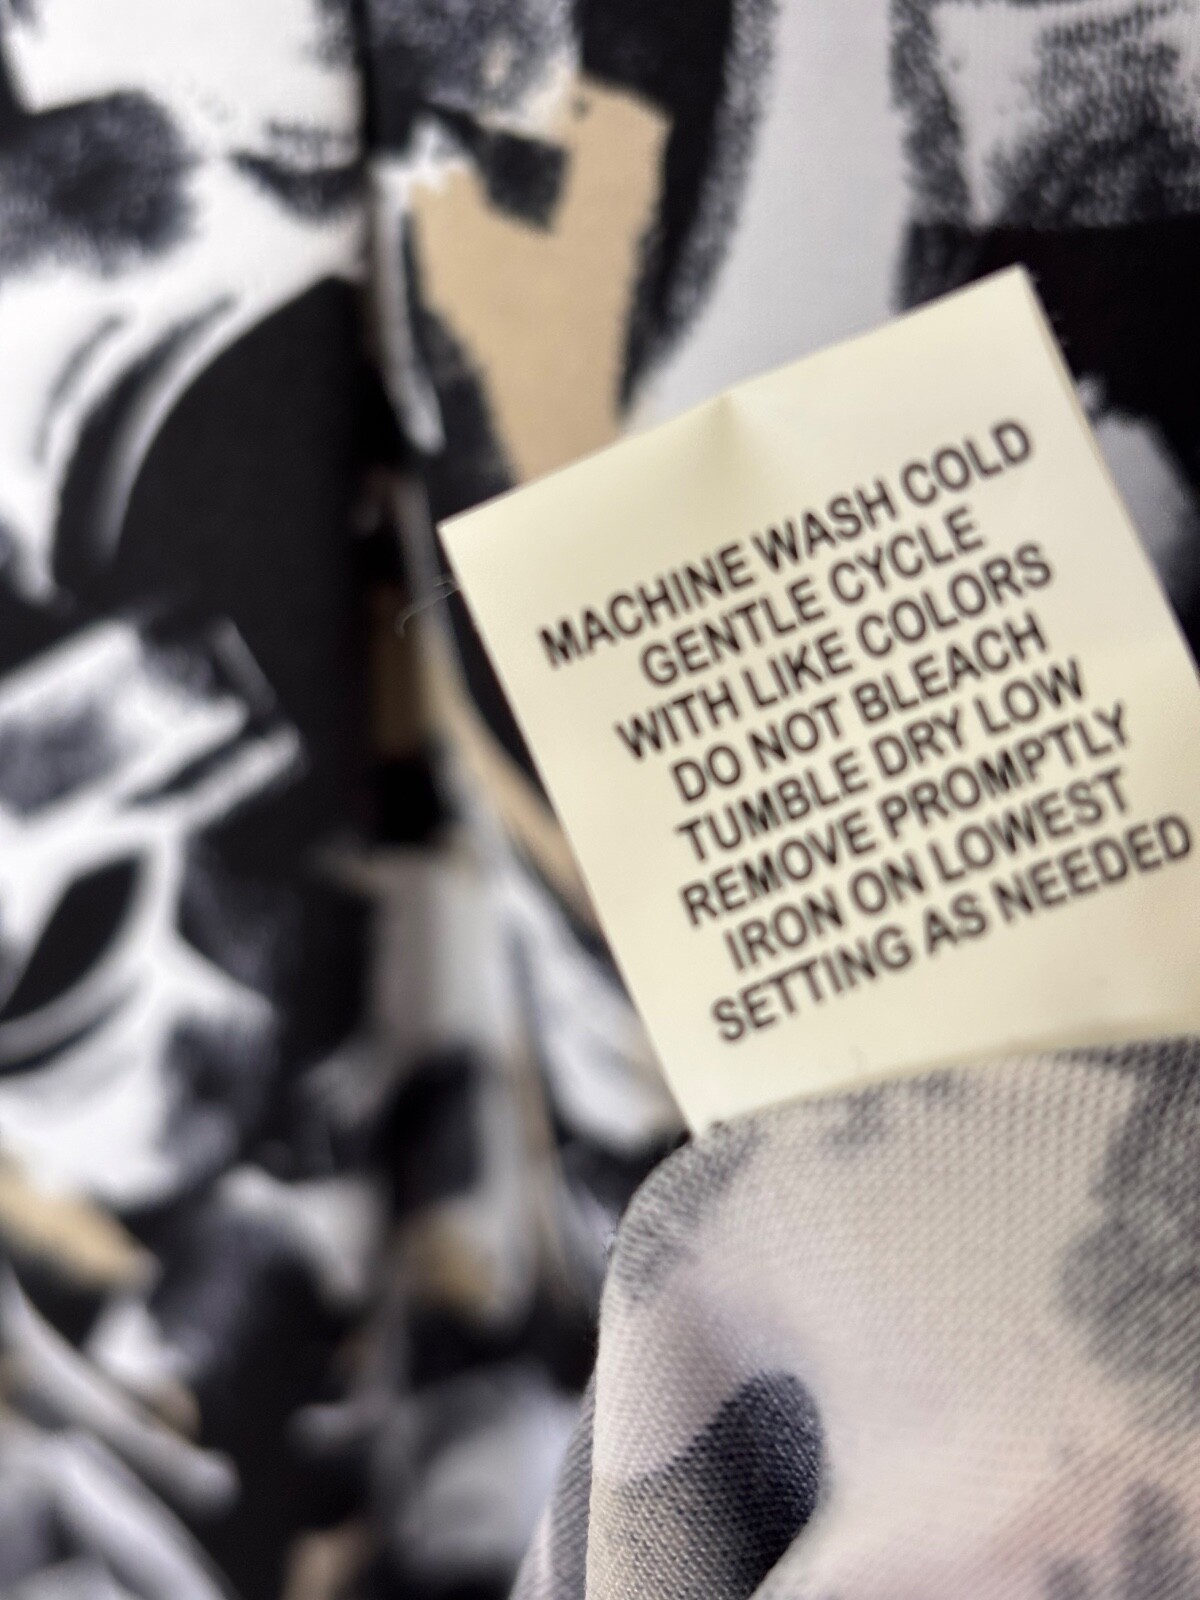 MACHINE WASH COLD
GENTLE CYCLE
WITH LIKE COLORS
DO NOT BLEACH
TUMBLE DRY LOW
REMOVE PROMPTLY
IRON ON LOWEST
SETTING AS NEEDED